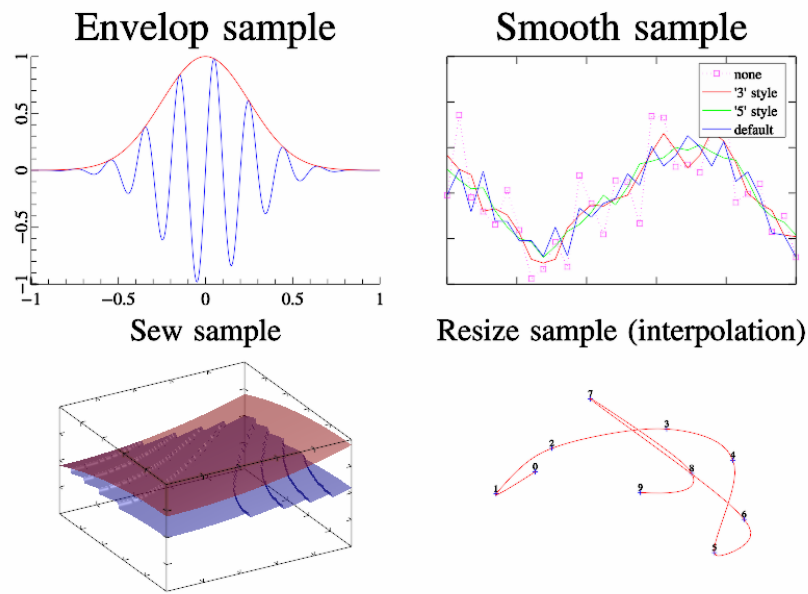 Envelop sample
1
0.5
0
−0.5
−1
−1
−0.5
0
0.5
1
Smooth sample
none
'3' style
'5' style
default
Sew sample
Resize sample (interpolation)
7
3
2
4
0
8
1
9
6
5